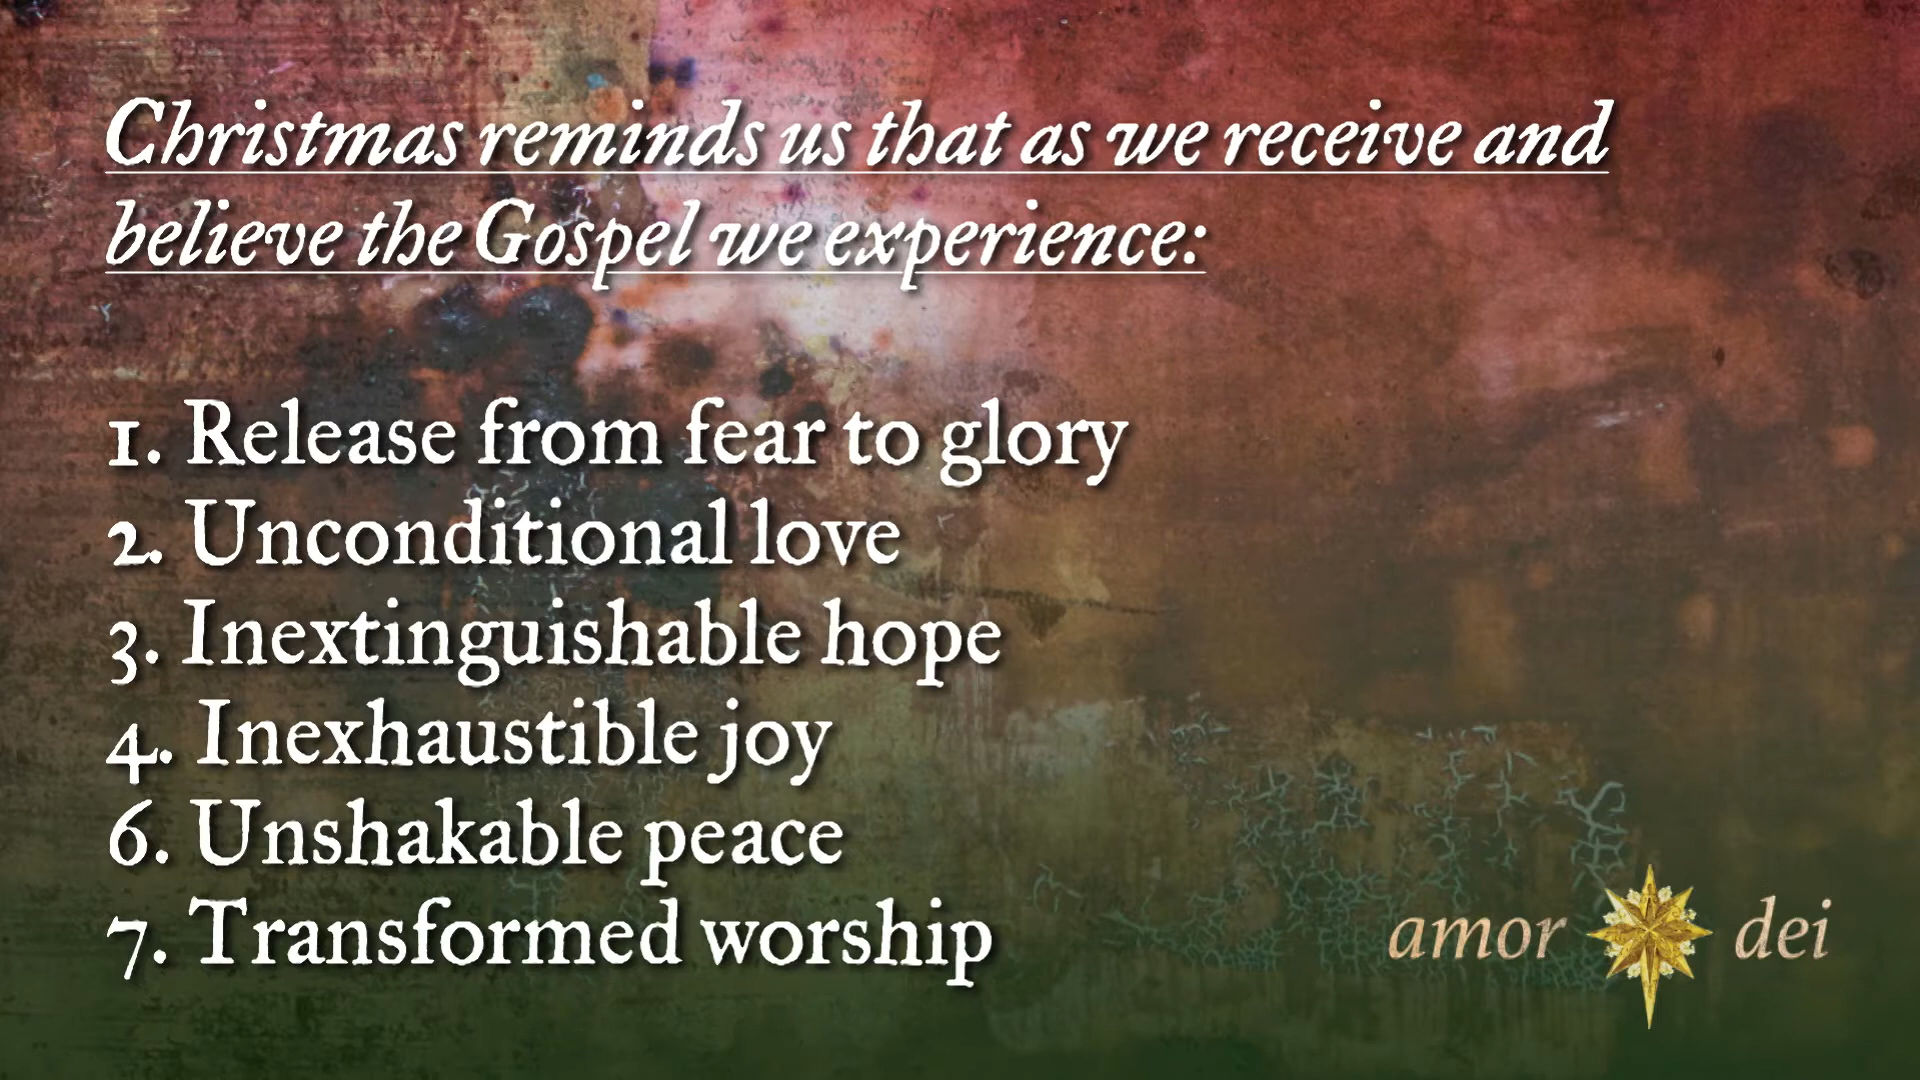 Christmas reminds us that as we receive and
believe the Gospel we experience:
1. Release from fear to glory
2. Unconditional love
3. Inextinguishable hope
4. Inexhaustible joy
6. Unshakable peace
7. Transformed worship
amor dei